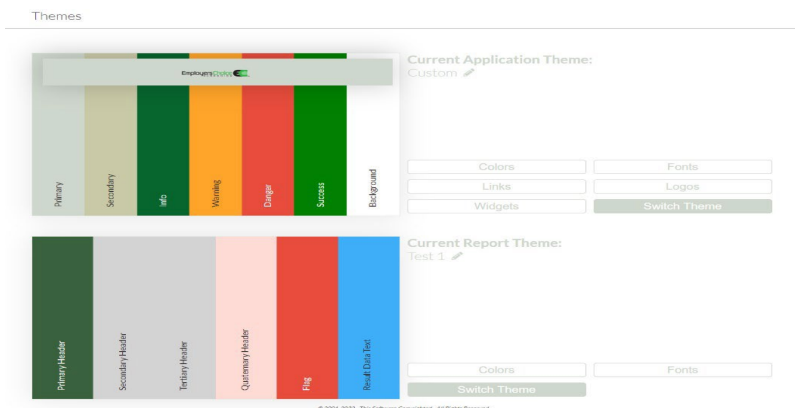 Themes
Employers Choice
Primary
Secondary
Info
Warning
Danger
Success
Background
Current Application Theme:
Custom
Colors
Fonts
Links
Logos
Widgets
Switch Theme
Primary Header
Secondary Header
Tertiary Header
Quaternary Header
Flag
Result Data Text
Current Report Theme:
Test 1
Colors
Fonts
Switch Theme